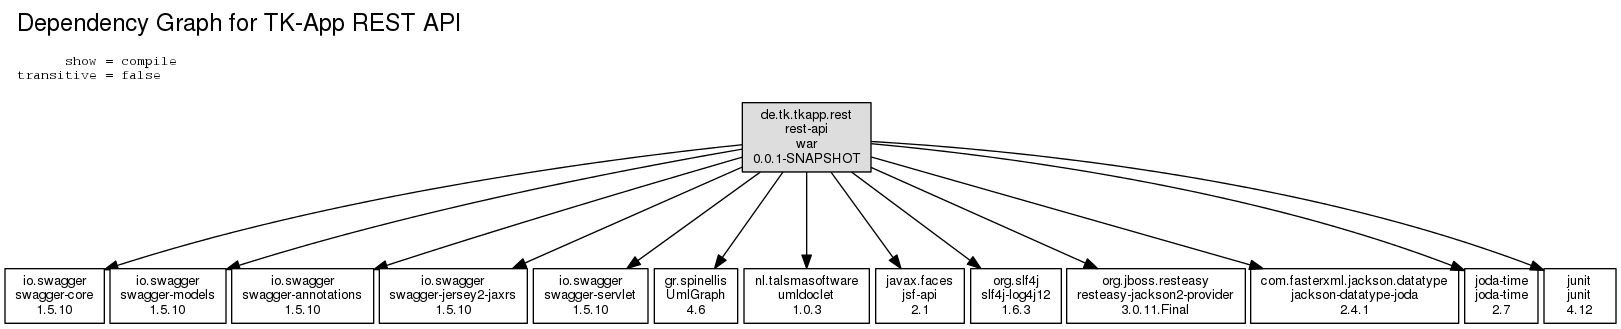 Dependency Graph for TK-App REST API
show = compile
transitive = false
de.tk.tkapp.rest
rest-api
war
0.0.1-SNAPSHOT
io.swagger
swagger-core
1.5.10
io.swagger
swagger-models
1.5.10
io.swagger
swagger-annotations
1.5.10
io.swagger
swagger-jersey2-jaxrs
1.5.10
io.swagger
swagger-servlet
1.5.10
gr.spinellis
UmlGraph
4.6
nl.talsmasoftware
umldoclet
1.0.3
javax.faces
jsf-api
2.1
org.slf4j
slf4j-log4j12
1.6.3
org.jboss.resteasy
resteasy-jackson2-provider
3.0.11.Final
com.fasterxml.jackson.datatype
jackson-datatype-joda
2.4.1
joda-time
joda-time
2.7
junit
junit
4.12